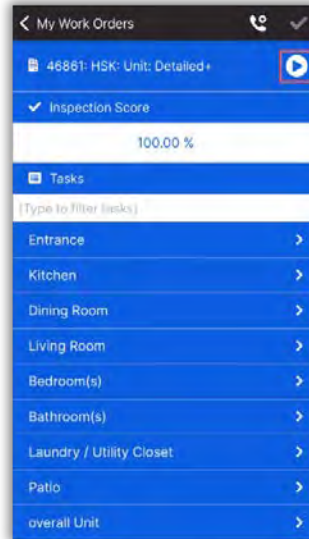 My Work Orders
46861: HSK: Unit: Detailed+
Inspection Score
100.00 %
Tasks
(Type to filter tasks)
Entrance
Kitchen
Dining Room
Living Room
Bedroom(s)
Bathroom(s)
Laundry / Utility Closet
Patio
overall Unit